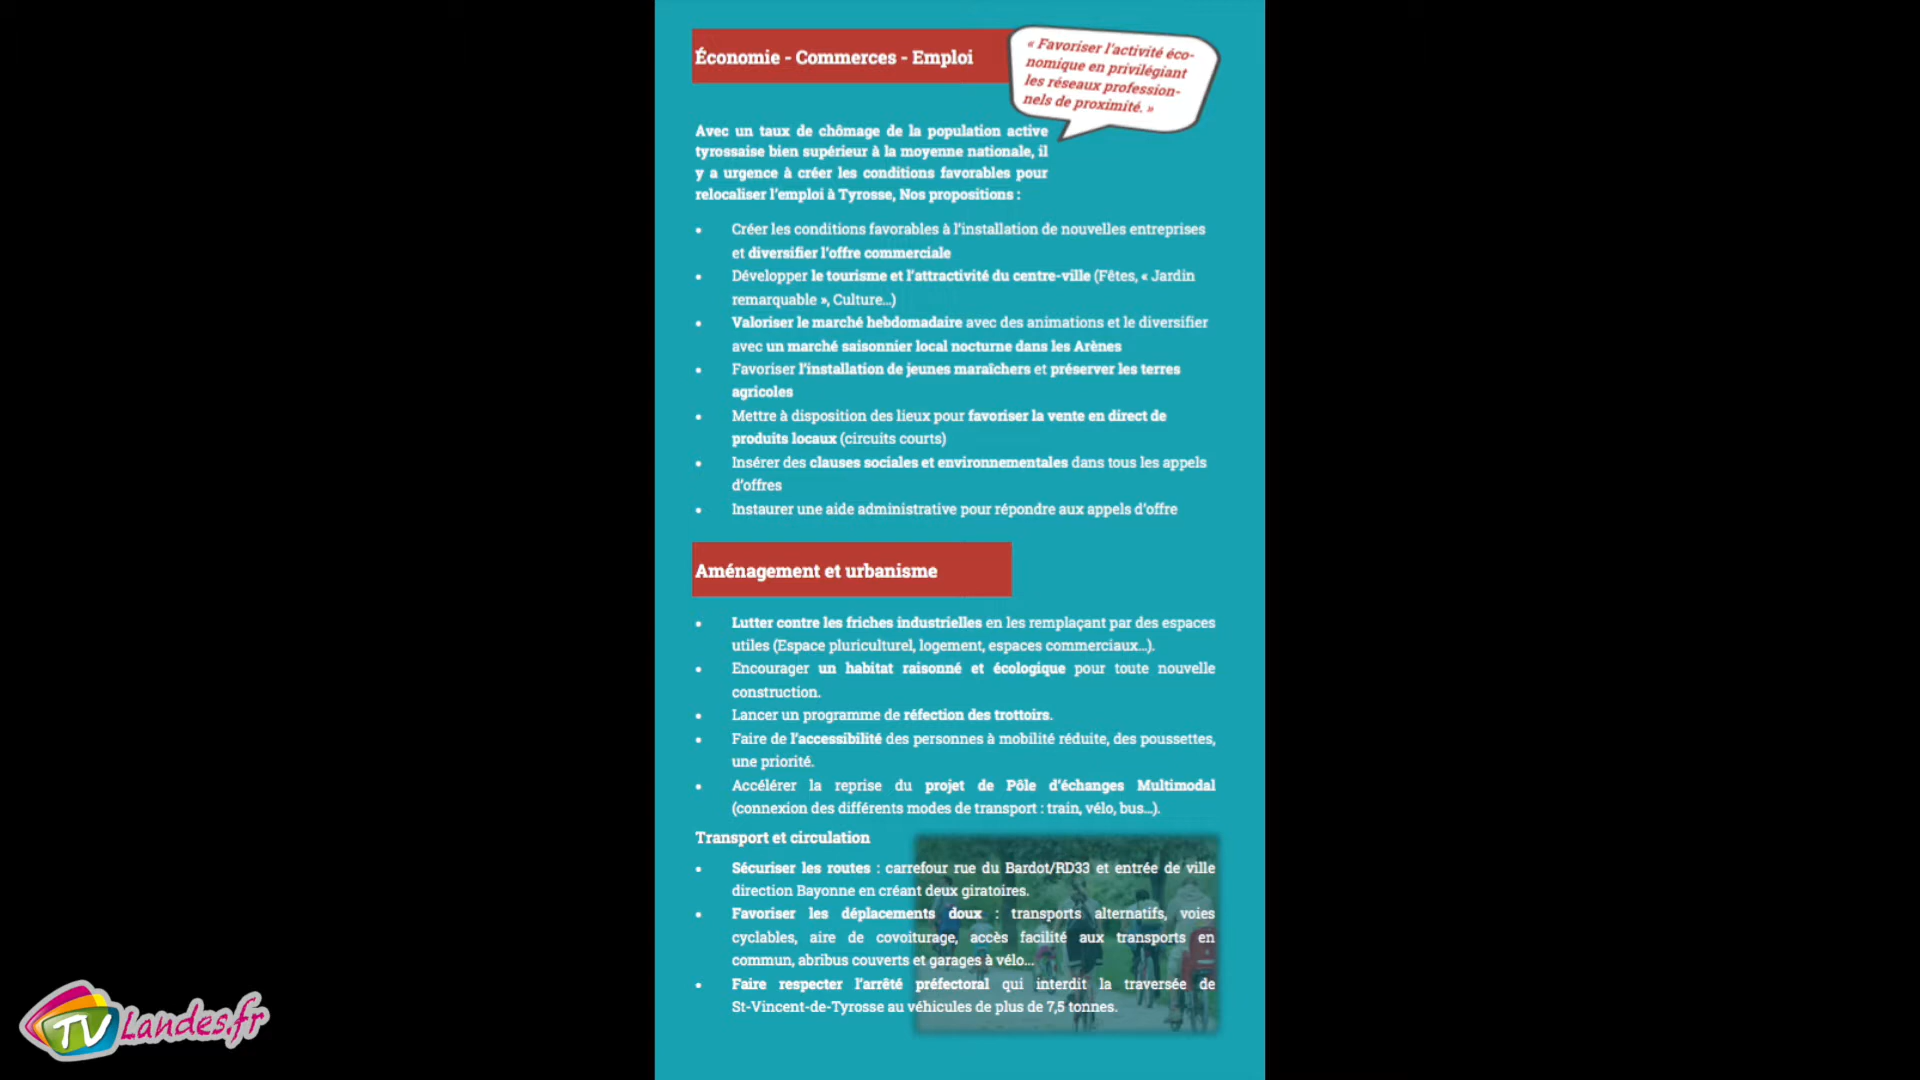 Économie - Commerces - Emploi
« Favoriser l'activité éco-
nomique en privilégiant
les réseaux profession-
nels de proximité. »
Avec un taux de chômage de la population active
tyrossaise bien supérieur à la moyenne nationale, il
y a urgence à créer les conditions favorables pour
relocaliser l'emploi à Tyrosse, Nos propositions :
• Créer les conditions favorables à l'installation de nouvelles entreprises
et diversifier l'offre commerciale
• Développer le tourisme et l'attractivité du centre-ville (Fêtes, « Jardin
remarquable », Culture...)
• Valoriser le marché hebdomadaire avec des animations et le diversifier
avec un marché saisonnier local nocturne dans les Arènes
• Favoriser l'installation de jeunes maraîchers et préserver les terres
agricoles
• Mettre à disposition des lieux pour favoriser la vente en direct de
produits locaux (circuits courts)
• Insérer des clauses sociales et environnementales dans tous les appels
d'offres
• Instaurer une aide administrative pour répondre aux appels d'offre
Aménagement et urbanisme
• Lutter contre les friches industrielles en les remplaçant par des espaces
utiles (Espace pluriculturel, logement, espaces commerciaux...).
• Encourager un habitat raisonné et écologique pour toute nouvelle
construction.
• Lancer un programme de réfection des trottoirs.
• Faire de l'accessibilité des personnes à mobilité réduite, des poussettes,
une priorité.
• Accélérer la reprise du projet de Pôle d'échanges Multimodal
(connexion des différents modes de transport : train, vélo, bus...).
Transport et circulation
• Sécuriser les routes : carrefour rue du Bardot/RD33 et entrée de ville
direction Bayonne en créant deux giratoires.
• Favoriser les déplacements doux : transports alternatifs, voies
cyclables, aire de covoiturage, accès facilité aux transports en
commun, abribus couverts et garages à vélo...
• Faire respecter l'arrêté préfectoral qui interdit la traversée de
St-Vincent-de-Tyrosse au véhicules de plus de 7,5 tonnes.
TV Landes.fr